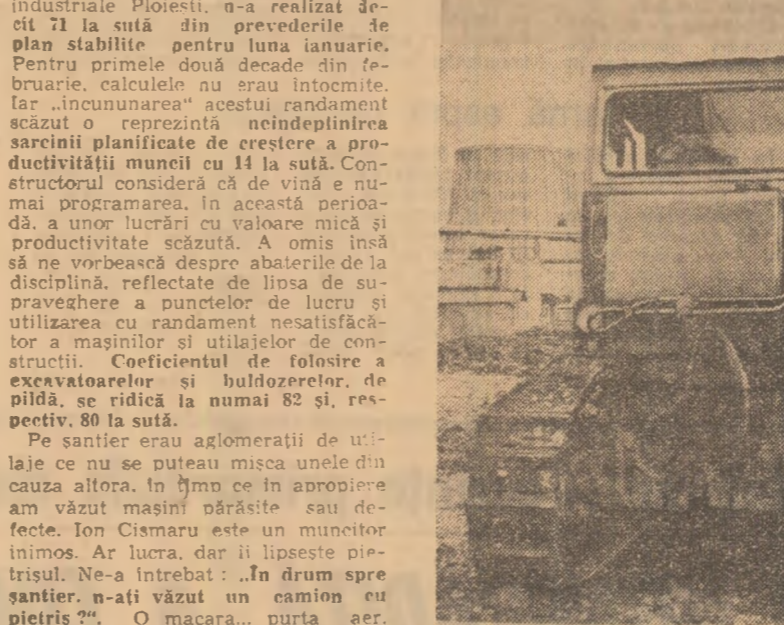 industriale Ploiești, n-a realizat de-
cît 71 la sută din prevederile de
plan stabilite pentru luna ianuarie.
Pentru primele două decade din fe-
bruarie, calculele nu erau întocmite.
Iar „încununarea“ acestui randament
scăzut o reprezintă neîndeplinirea
sarcinii planificate de creștere a pro-
ductivității muncii cu 14 la sută. Con-
structorul consideră că de vină e nu-
mai programarea, în această perioa-
dă, a unor lucrări cu valoare mică și
productivitate scăzută. A omis însă
să ne vorbească despre abaterile de la
disciplină, reflectate de lipsa de su-
praveghere a punctelor de lucru și
utilizarea cu randament nesatisfăcă-
tor a mașinilor și utilajelor de con-
strucții. Coeficientul de folosire a
excavatoarelor și buldozerelor, de
pildă, se ridică la numai 82 și, res-
pectiv, 80 la sută.
Pe șantier erau aglomerații de uti-
laje ce nu se puteau mișca unele din
cauza altora, în timp ce în apropiere
am văzut mașini părăsite sau de-
fecte. Ion Cismaru este un muncitor
inimos. Ar lucra, dar îi lipsește pie-
trișul. Ne-a întrebat : „În drum spre
șantier, n-ați văzut un camion cu
pietriș ?“. O macara... purta aer.